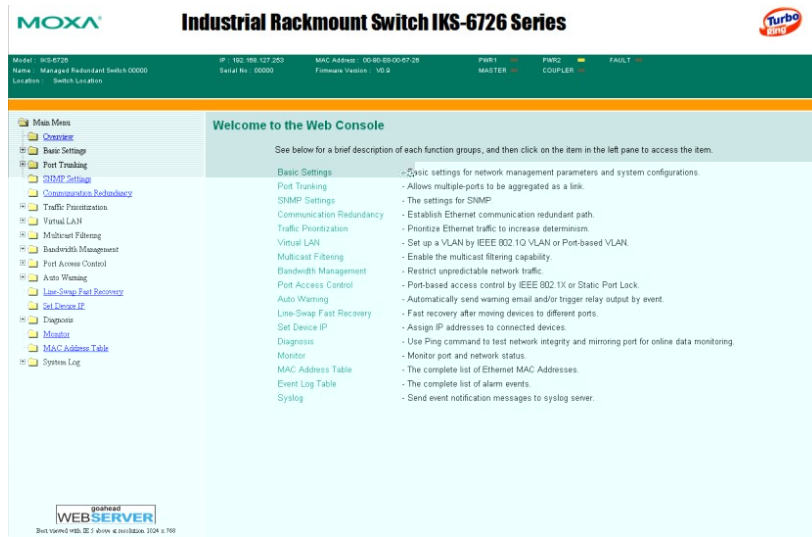 MOXA®
Industrial Rackmount Switch IKS-6726 Series
Turbo Ring
Model : IKS-6726
IP : 192.168.127.253
MAC Address : 00-90-E8-00-67-26
PWR1
PWR2
FAULT
Name : Managed Redundant Switch 00000
Serial No : 00000
Firmware Version : V0.9
MASTER
COUPLER
Location : Switch Location
Main Menu
Overview
Basic Settings
Port Trunking
SNMP Settings
Communication Redundancy
Traffic Prioritization
Virtual LAN
Multicast Filtering
Bandwidth Management
Port Access Control
Auto Warning
Line-Swap Fast Recovery
Set Device IP
Diagnosis
Monitor
MAC Address Table
System Log
goahead
WEBSERVER
Best viewed with IE 5 above at resolution 1024 x 768
Welcome to the Web Console
See below for a brief description of each function groups, and then click on the item in the left pane to access the item.
Basic Settings - Basic settings for network management parameters and system configurations.
Port Trunking - Allows multiple-ports to be aggregated as a link.
SNMP Settings - The settings for SNMP
Communication Redundancy - Establish Ethernet communication redundant path.
Traffic Prioritization - Prioritize Ethernet traffic to increase determinism.
Virtual LAN - Set up a VLAN by IEEE 802.1Q VLAN or Port-based VLAN.
Multicast Filtering - Enable the multicast filtering capability.
Bandwidth Management - Restrict unpredictable network traffic.
Port Access Control - Port-based access control by IEEE 802.1X or Static Port Lock.
Auto Warning - Automatically send warning email and/or trigger relay output by event.
Line-Swap Fast Recovery - Fast recovery after moving devices to different ports.
Set Device IP - Assign IP addresses to connected devices.
Diagnosis - Use Ping command to test network integrity and mirroring port for online data monitoring.
Monitor - Monitor port and network status.
MAC Address Table - The complete list of Ethernet MAC Addresses.
Event Log Table - The complete list of alarm events.
Syslog - Send event notification messages to syslog server.